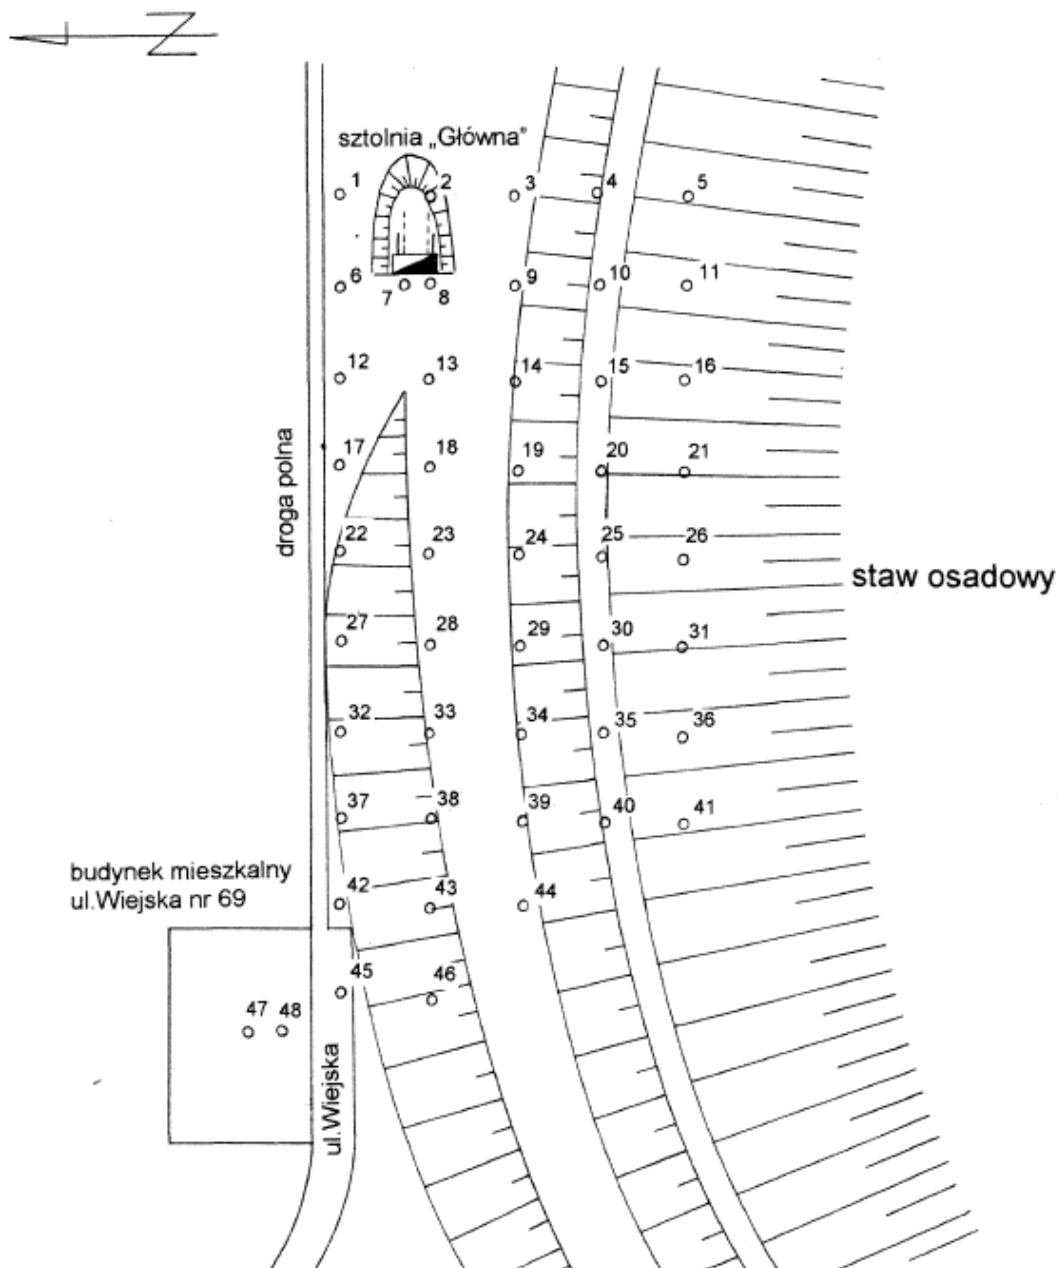 N
sztolnia „Główna”
1 2 3 4 5
6 7 8 9 10 11
12 13 14 15 16
droga polna
17 18 19 20 21
22 23 24 25 26
staw osadowy
27 28 29 30 31
32 33 34 35 36
37 38 39 40 41
budynek mieszkalny
ul.Wiejska nr 69
42 43 44
45 46
47 48
ul.Wiejska